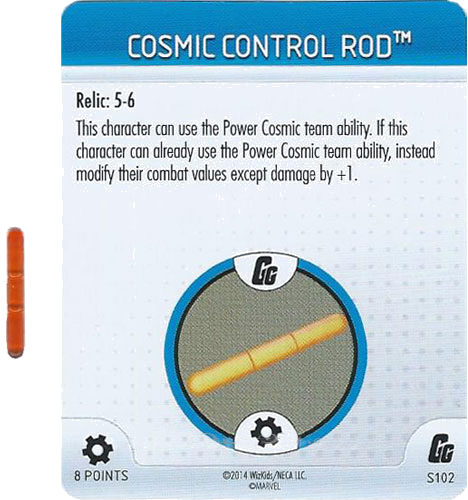 COSMIC CONTROL ROD™
Relic: 5-6
This character can use the Power Cosmic team ability. If this
character can already use the Power Cosmic team ability, instead
modify their combat values except damage by +1.
GG
8 POINTS
©2014 WizKids/NECA LLC.
©MARVEL
GG
S102